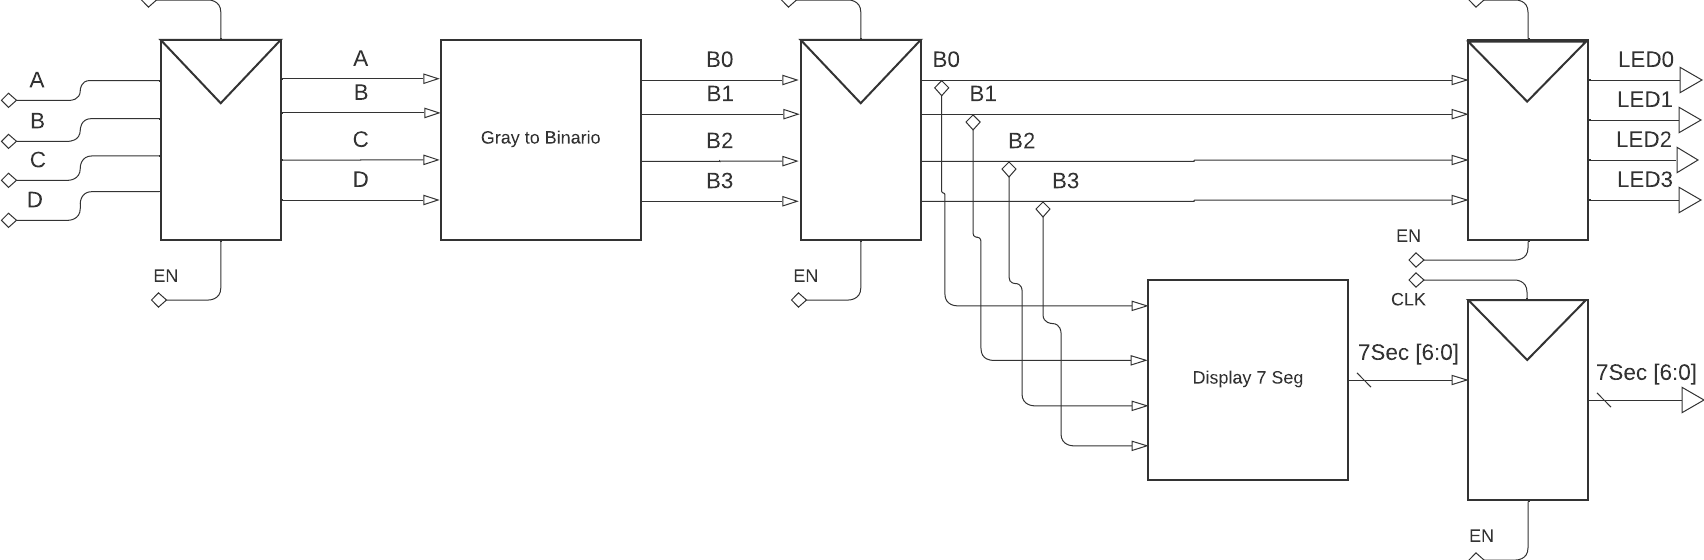 A
B
C
D
EN
A
B
C
D
Gray to Binario
B0
B1
B2
B3
EN
B0
B1
B2
B3
Display 7 Seg
7Sec [6:0]
EN
CLK
LED0
LED1
LED2
LED3
7Sec [6:0]
EN